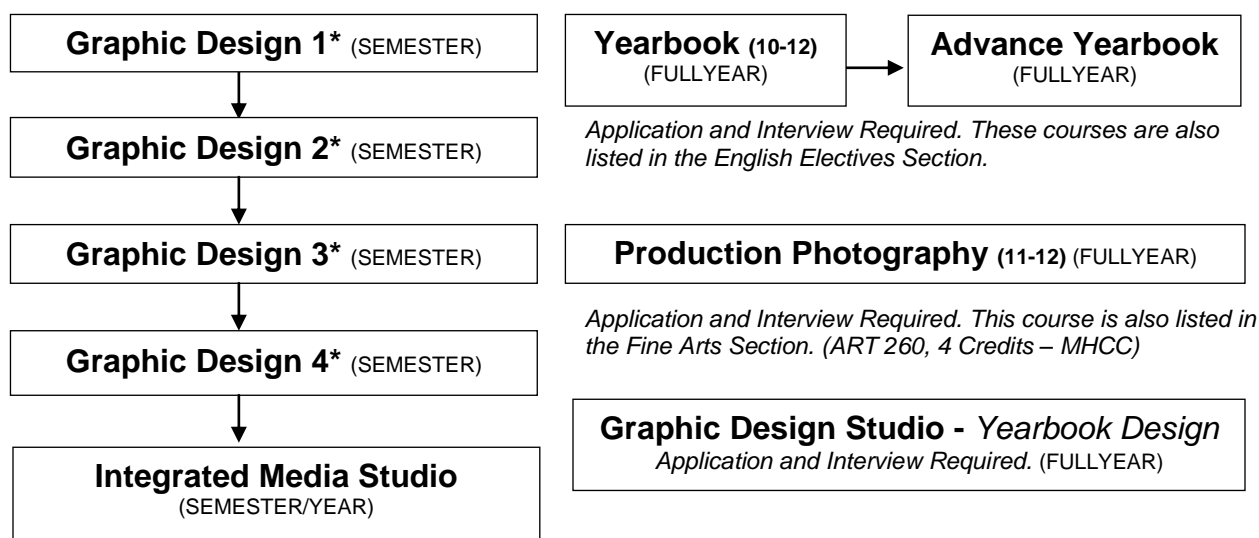 Graphic Design 1* (SEMESTER)
Graphic Design 2* (SEMESTER)
Graphic Design 3* (SEMESTER)
Graphic Design 4* (SEMESTER)
Integrated Media Studio
(SEMESTER/YEAR)
Yearbook (10-12)
(FULLYEAR)
Advance Yearbook
(FULLYEAR)
Application and Interview Required. These courses are also
listed in the English Electives Section.
Production Photography (11-12) (FULLYEAR)
Application and Interview Required. This course is also listed in
the Fine Arts Section. (ART 260, 4 Credits – MHCC)
Graphic Design Studio - Yearbook Design
Application and Interview Required. (FULLYEAR)